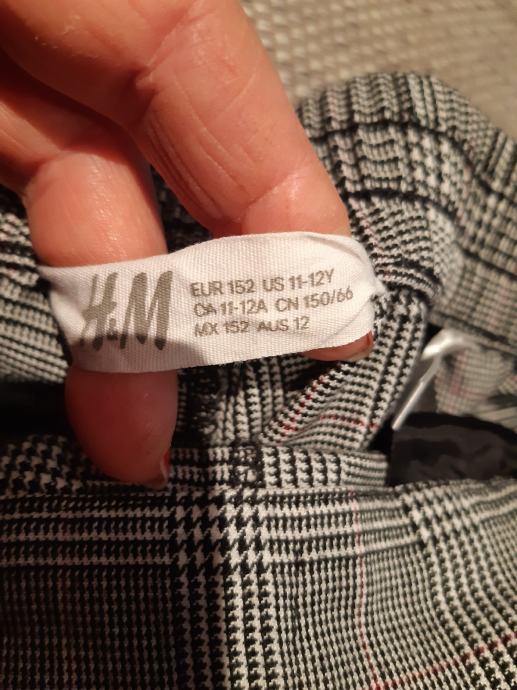 H&M
EUR 152 US 11-12Y
CA 11-12A CN 150/66
MX 152 AUS 12